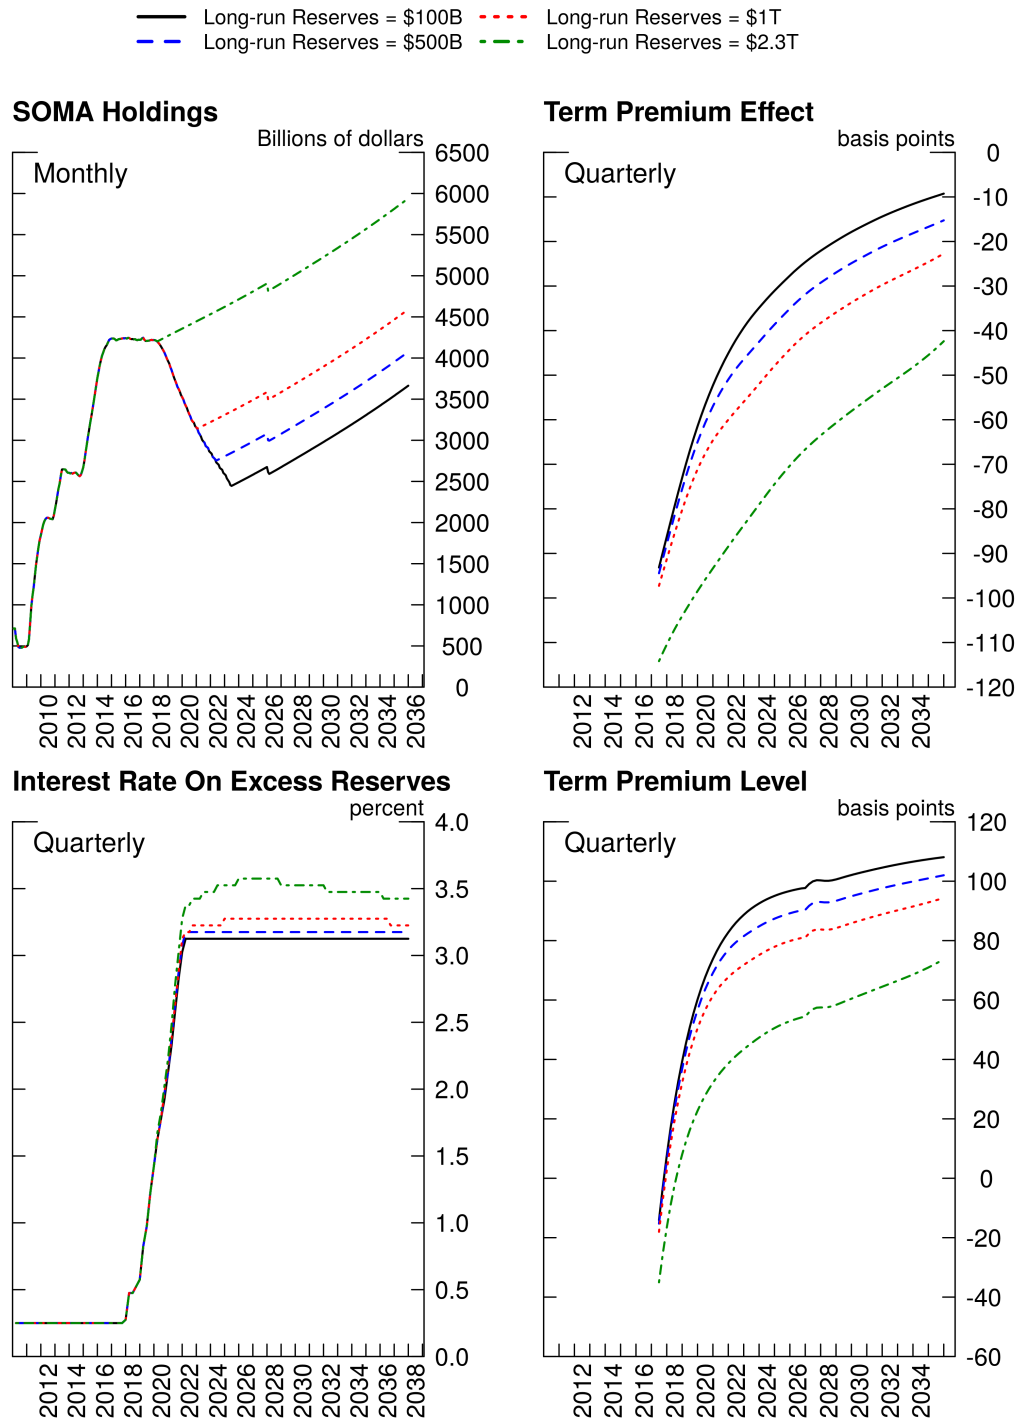 Long-run Reserves = $100B
Long-run Reserves = $500B
Long-run Reserves = $1T
Long-run Reserves = $2.3T
SOMA Holdings
Billions of dollars
Monthly
6500
6000
5500
5000
4500
4000
3500
3000
2500
2000
1500
1000
500
0
2010 2012 2014 2016 2018 2020 2022 2024 2026 2028 2030 2032 2034 2036
Term Premium Effect
basis points
Quarterly
0
-10
-20
-30
-40
-50
-60
-70
-80
-90
-100
-110
-120
2012 2014 2016 2018 2020 2022 2024 2026 2028 2030 2032 2034
Interest Rate On Excess Reserves
percent
Quarterly
4.0
3.5
3.0
2.5
2.0
1.5
1.0
0.5
0.0
2012 2014 2016 2018 2020 2022 2024 2026 2028 2030 2032 2034 2036 2038
Term Premium Level
basis points
Quarterly
120
100
80
60
40
20
0
-20
-40
-60
2012 2014 2016 2018 2020 2022 2024 2026 2028 2030 2032 2034